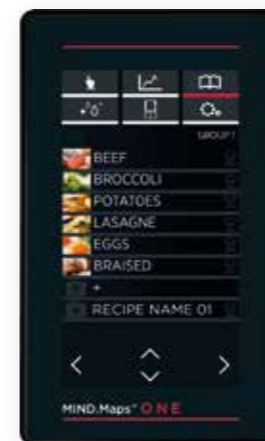 GROUP 1
BEEF
BROCCOLI
POTATOES
LASAGNE
EGGS
BRAISED
+
RECIPE NAME 01
MIND.Maps™ ONE